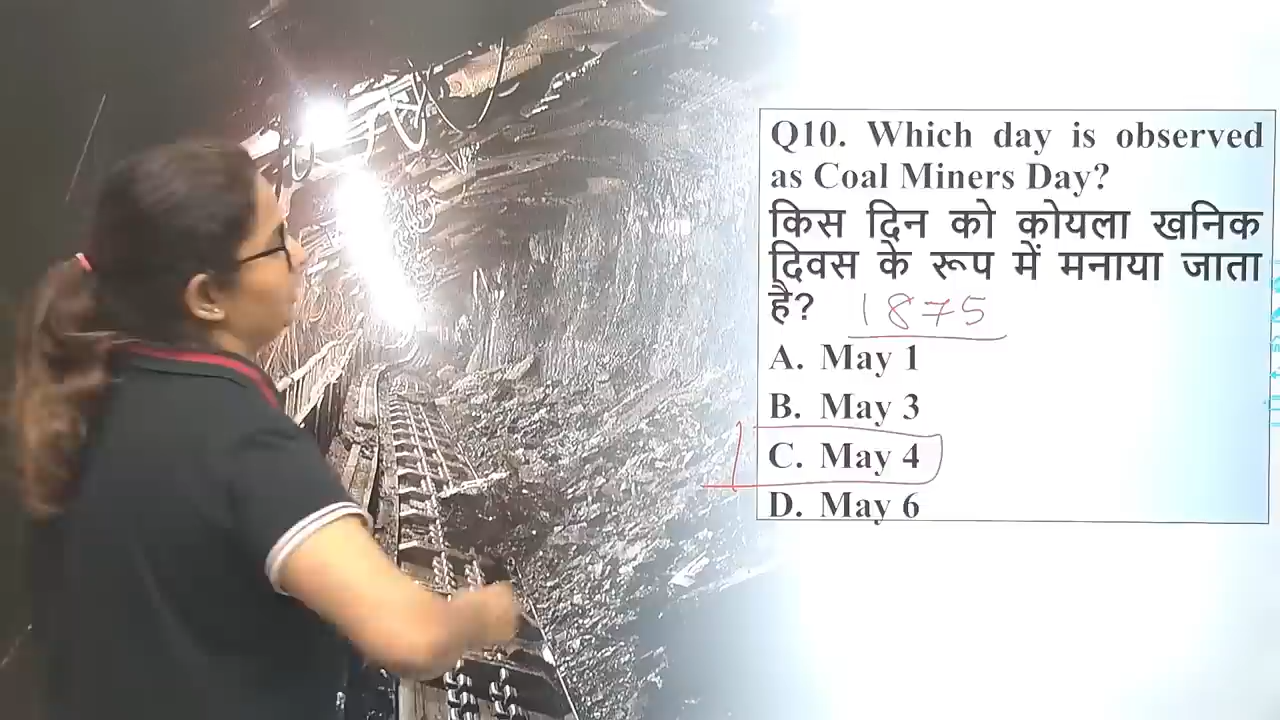 Q10. Which day is observed
as Coal Miners Day?
किस दिन को कोयला खनिक
दिवस के रूप में मनाया जाता
है? 1875
A. May 1
B. May 3
C. May 4
D. May 6